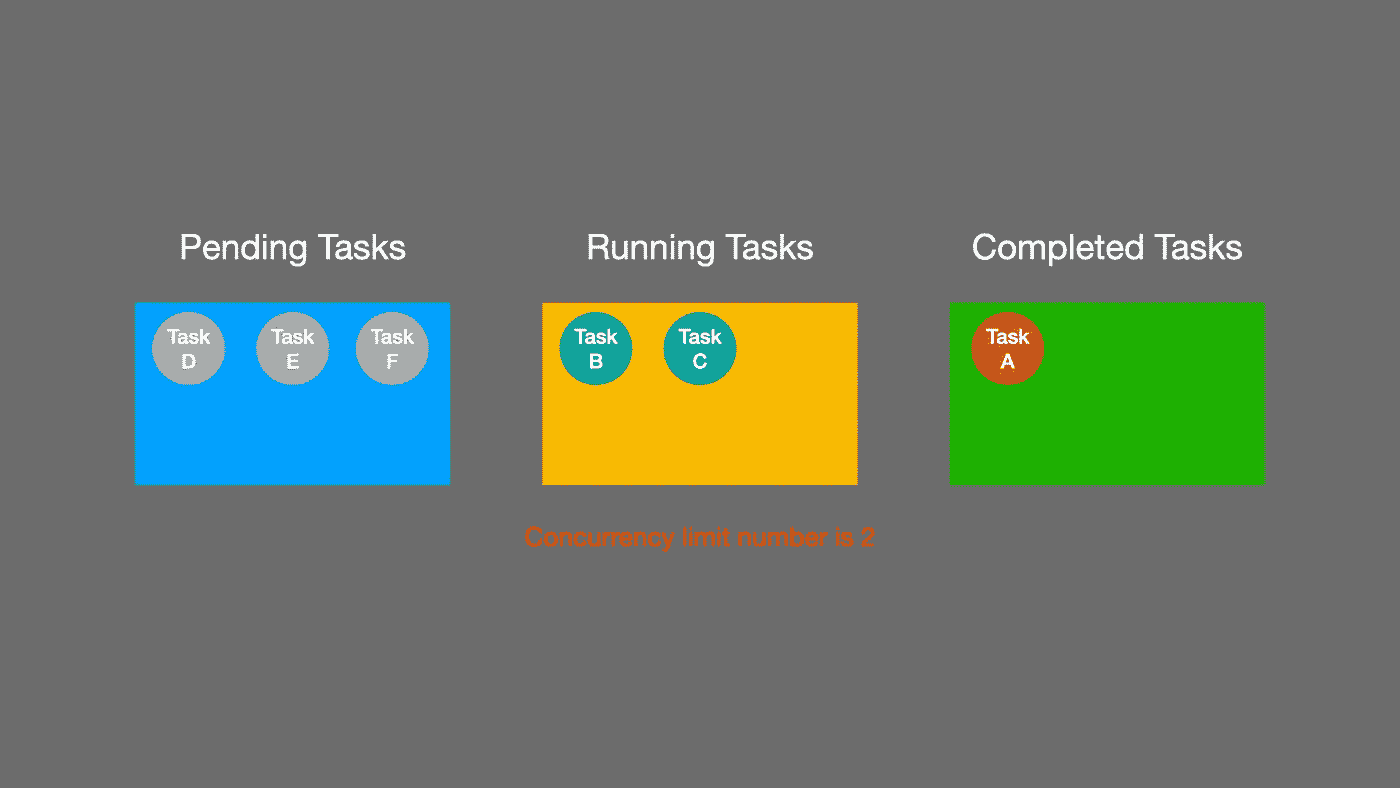 Pending Tasks
Running Tasks
Completed Tasks
Task
D
Task
E
Task
F
Task
B
Task
C
Task
A
Concurrency limit number is 2